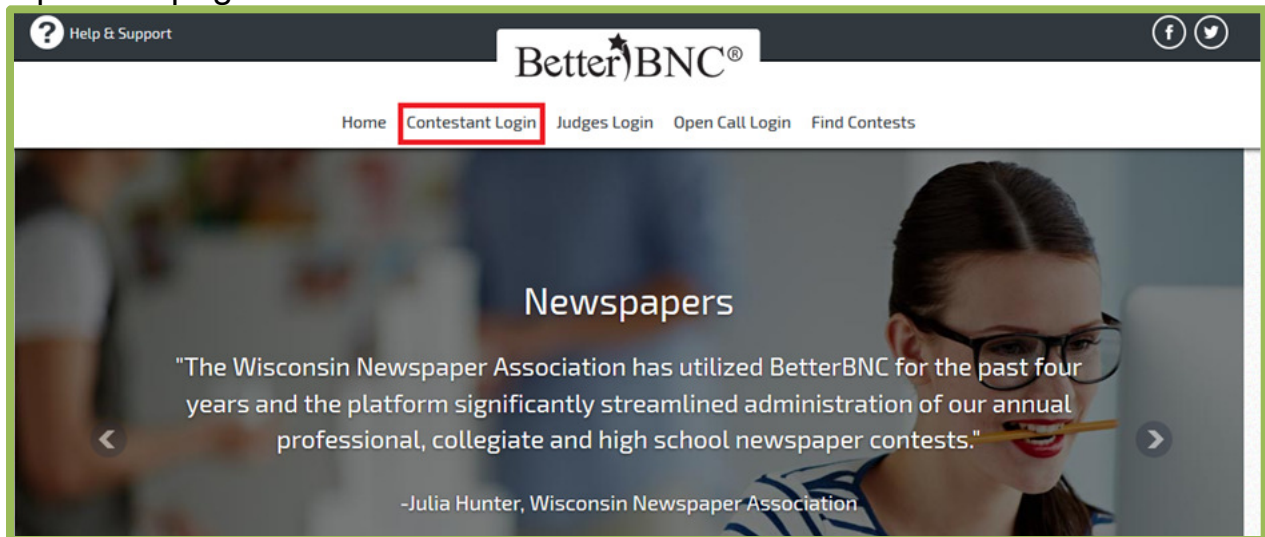 Help & Support
BetterBNC®
Home Contestant Login Judges Login Open Call Login Find Contests
Newspapers
"The Wisconsin Newspaper Association has utilized BetterBNC for the past four
years and the platform significantly streamlined administration of our annual
professional, collegiate and high school newspaper contests."
-Julia Hunter, Wisconsin Newspaper Association